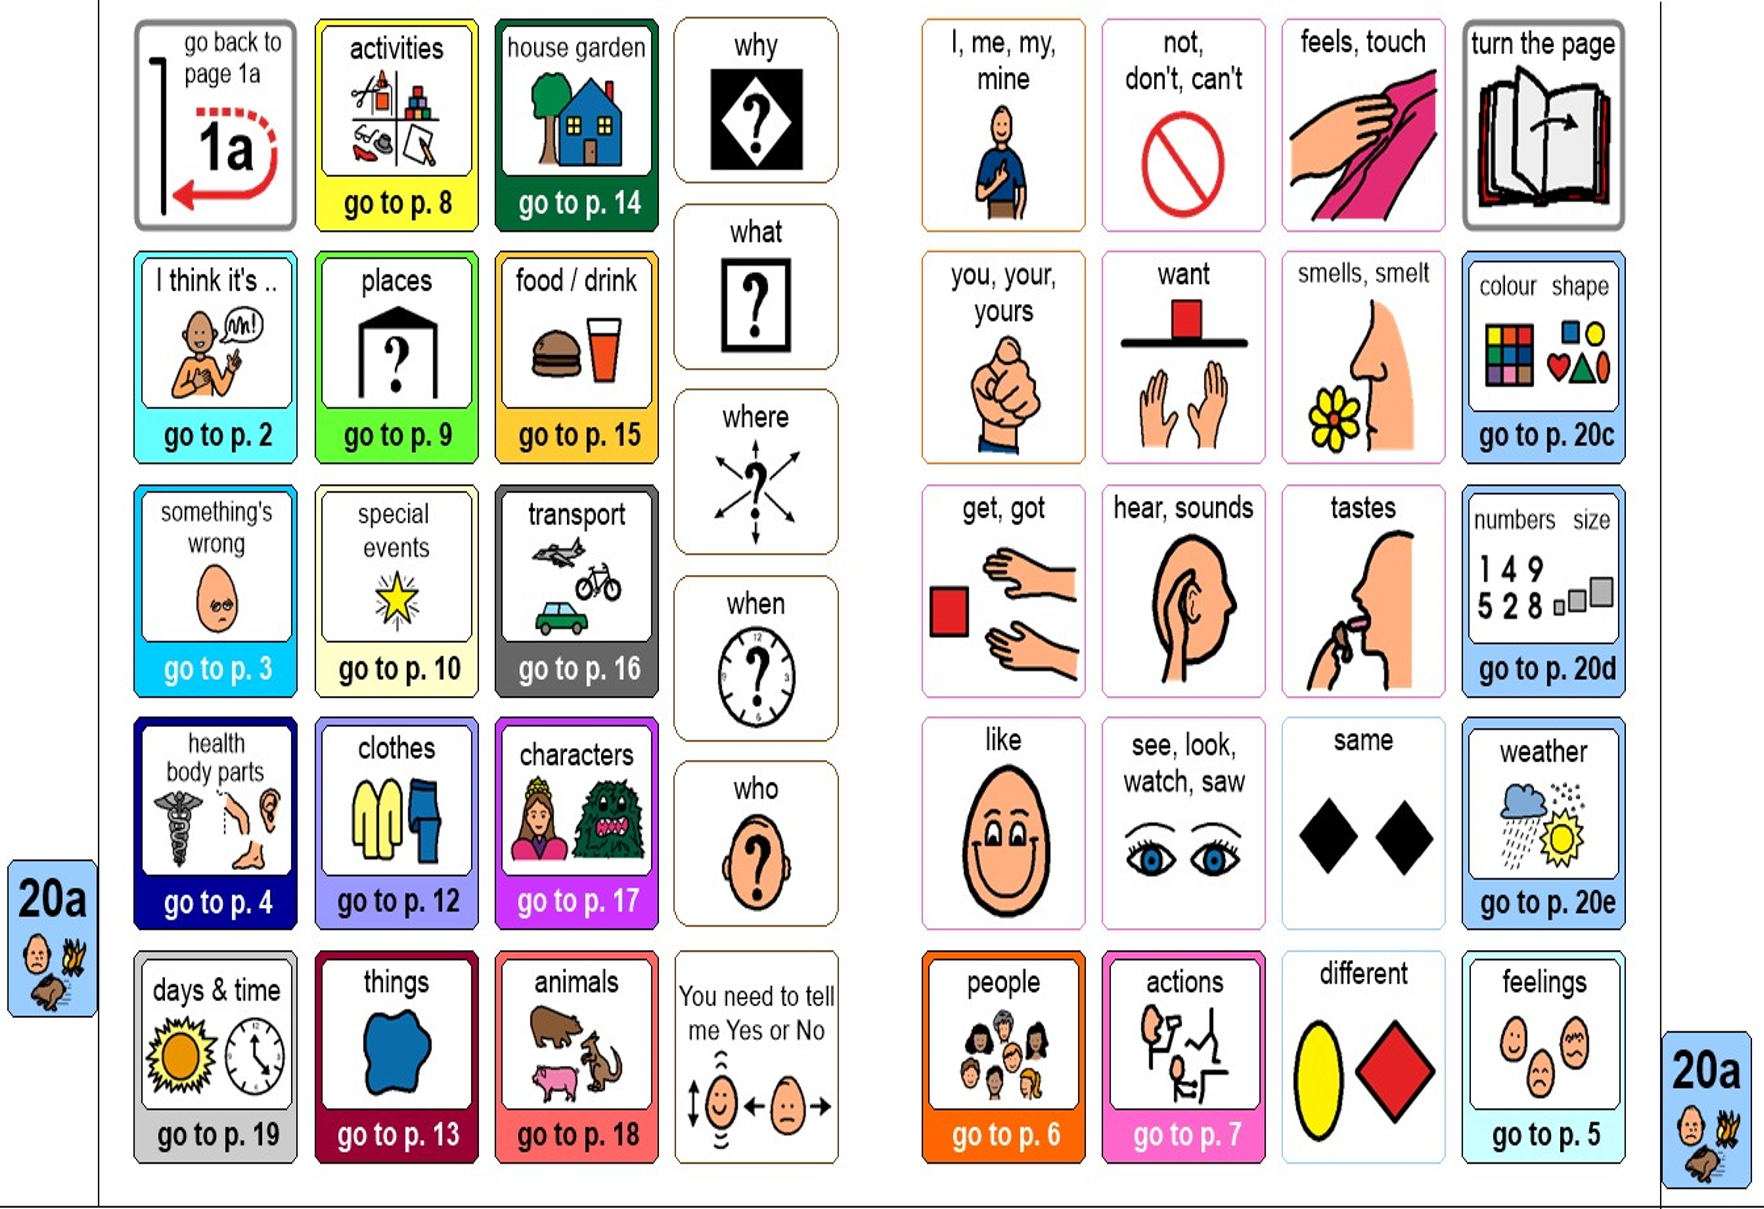 go back to
page 1a
1a
activities
go to p. 8
house garden
go to p. 14
why
I think it's ..
m!
go to p. 2
places
?
go to p. 9
food / drink
go to p. 15
what
?
something's
wrong
go to p. 3
special
events
go to p. 10
transport
go to p. 16
where
?
health
body parts
go to p. 4
clothes
go to p. 12
characters
go to p. 17
when
12
3
6
9
?
who
?
days & time
go to p. 19
things
go to p. 13
animals
go to p. 18
You need to tell
me Yes or No
20a
I, me, my,
mine
not,
don't, can't
feels, touch
turn the page
you, your,
yours
want
smells, smelt
colour shape
go to p. 20c
get, got
hear, sounds
tastes
numbers size
1 4 9
5 2 8
go to p. 20d
like
see, look,
watch, saw
same
weather
go to p. 20e
people
go to p. 6
actions
go to p. 7
different
feelings
go to p. 5
20a